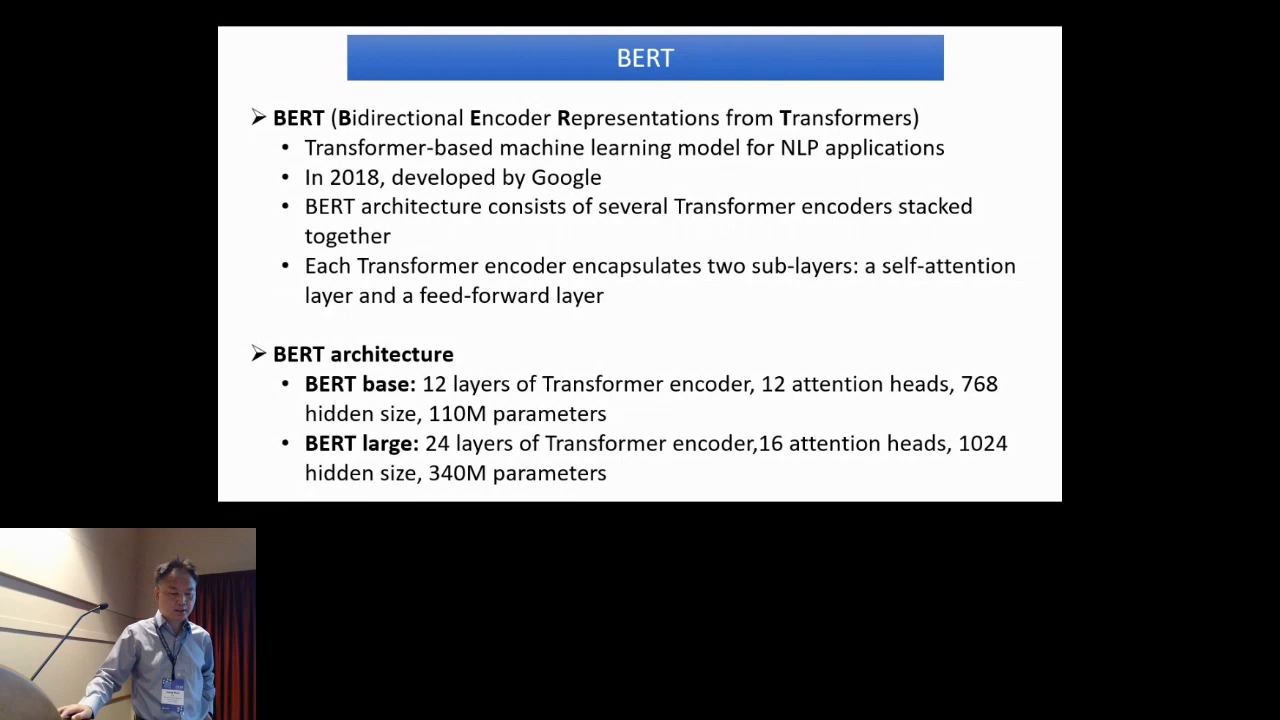 BERT
➢ BERT (Bidirectional Encoder Representations from Transformers)
• Transformer-based machine learning model for NLP applications
• In 2018, developed by Google
• BERT architecture consists of several Transformer encoders stacked
together
• Each Transformer encoder encapsulates two sub-layers: a self-attention
layer and a feed-forward layer
➢ BERT architecture
• BERT base: 12 layers of Transformer encoder, 12 attention heads, 768
hidden size, 110M parameters
• BERT large: 24 layers of Transformer encoder,16 attention heads, 1024
hidden size, 340M parameters